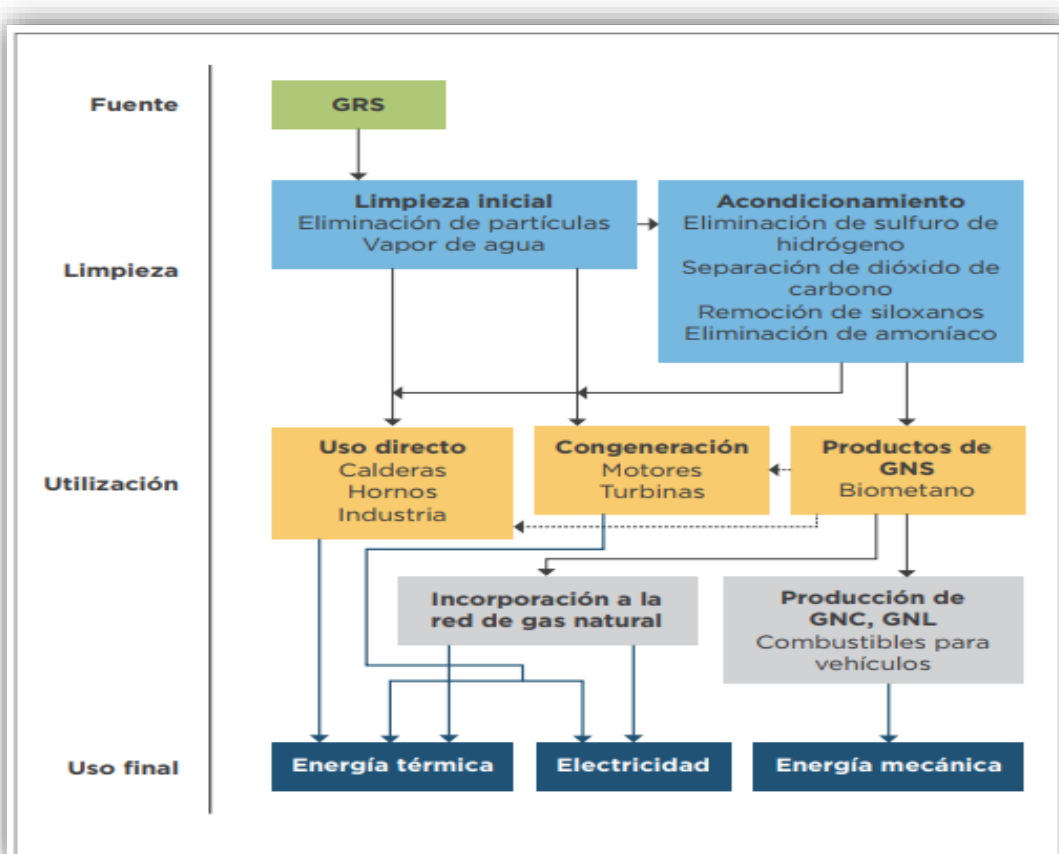 Fuente
GRS
Limpieza
Limpieza inicial
Eliminación de partículas
Vapor de agua
Acondicionamiento
Eliminación de sulfuro de
hidrógeno
Separación de dióxido de
carbono
Remoción de siloxanos
Eliminación de amoníaco
Utilización
Uso directo
Calderas
Hornos
Industria
Congeneración
Motores
Turbinas
Productos de
GNS
Biometano
Incorporación a la
red de gas natural
Producción de
GNC, GNL
Combustibles para
vehículos
Uso final
Energía térmica
Electricidad
Energía mecánica